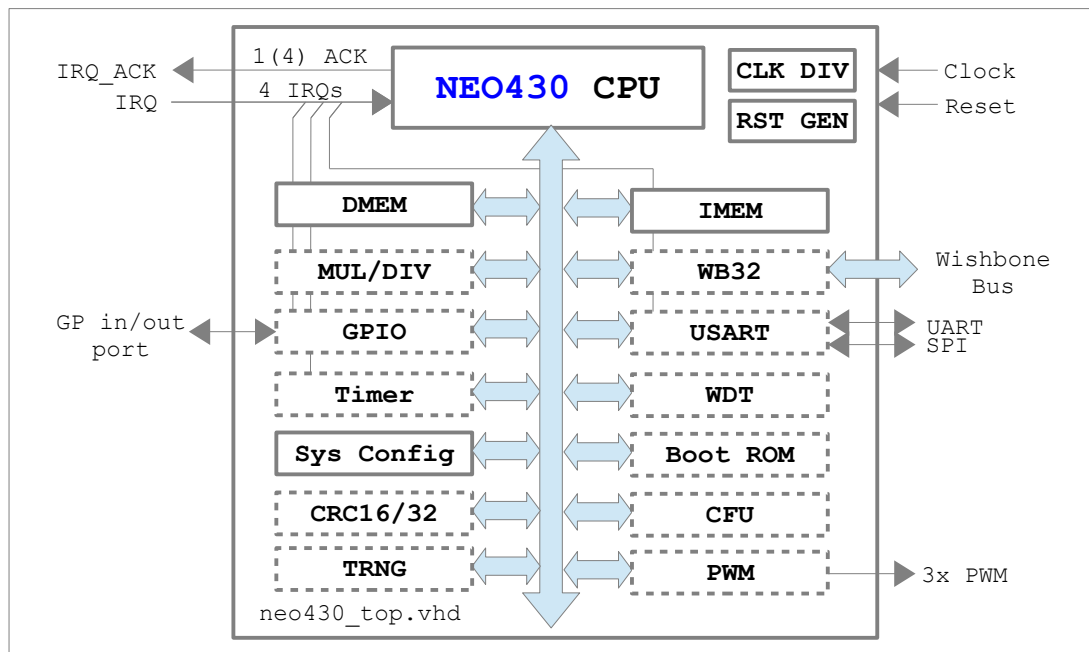 1(4) ACK
IRQ_ACK
IRQ
4 IRQs
NEO430 CPU
CLK DIV
RST GEN
Clock
Reset
DMEM
IMEM
MUL/DIV
WB32
Wishbone
Bus
GP in/out
port
GPIO
USART
UART
SPI
Timer
WDT
Sys Config
Boot ROM
CRC16/32
CFU
TRNG
PWM
3x PWM
neo430_top.vhd